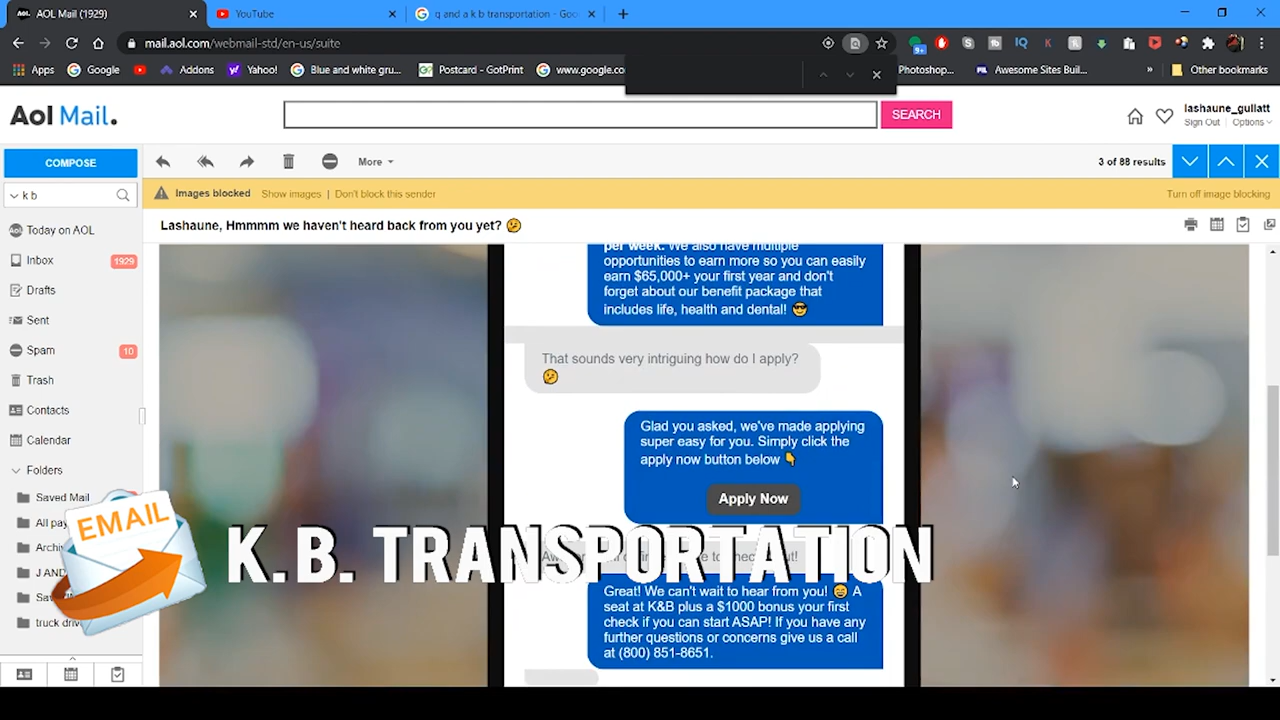 AOL Mail (1929)
YouTube
q and a k b transportation - Goo
mail.aol.com/webmail-std/en-us/suite
Apps
Google
Addons
Yahoo!
Blue and white gru...
Postcard - GotPrint
www.google.co
Photoshop...
Awesome Sites Buil...
»
Other bookmarks
Aol Mail.
SEARCH
lashaune_gullatt
Sign Out
Options
COMPOSE
More
3 of 88 results
k b
Images blocked
Show images | Don't block this sender
Turn off image blocking
Today on AOL
Inbox
1929
Drafts
Sent
Spam
10
Trash
Contacts
Calendar
Folders
Saved Mail
All pay
Archi
J AND
Sav
truck driv
Lashaune, Hmmmm we haven't heard back from you yet? 🤔
per week. We also have multiple
opportunities to earn more so you can easily
earn $65,000+ your first year and don't
forget about our benefit package that
includes life, health and dental! 😎
That sounds very intriguing how do I apply?
🤔
Glad you asked, we've made applying
super easy for you. Simply click the
apply now button below 👇
Apply Now
EMAIL
K.B. TRANSPORTATION
Great! We can't wait to hear from you! 😄 A
seat at K&B plus a $1000 bonus your first
check if you can start ASAP! If you have any
further questions or concerns give us a call
at (800) 851-8651.